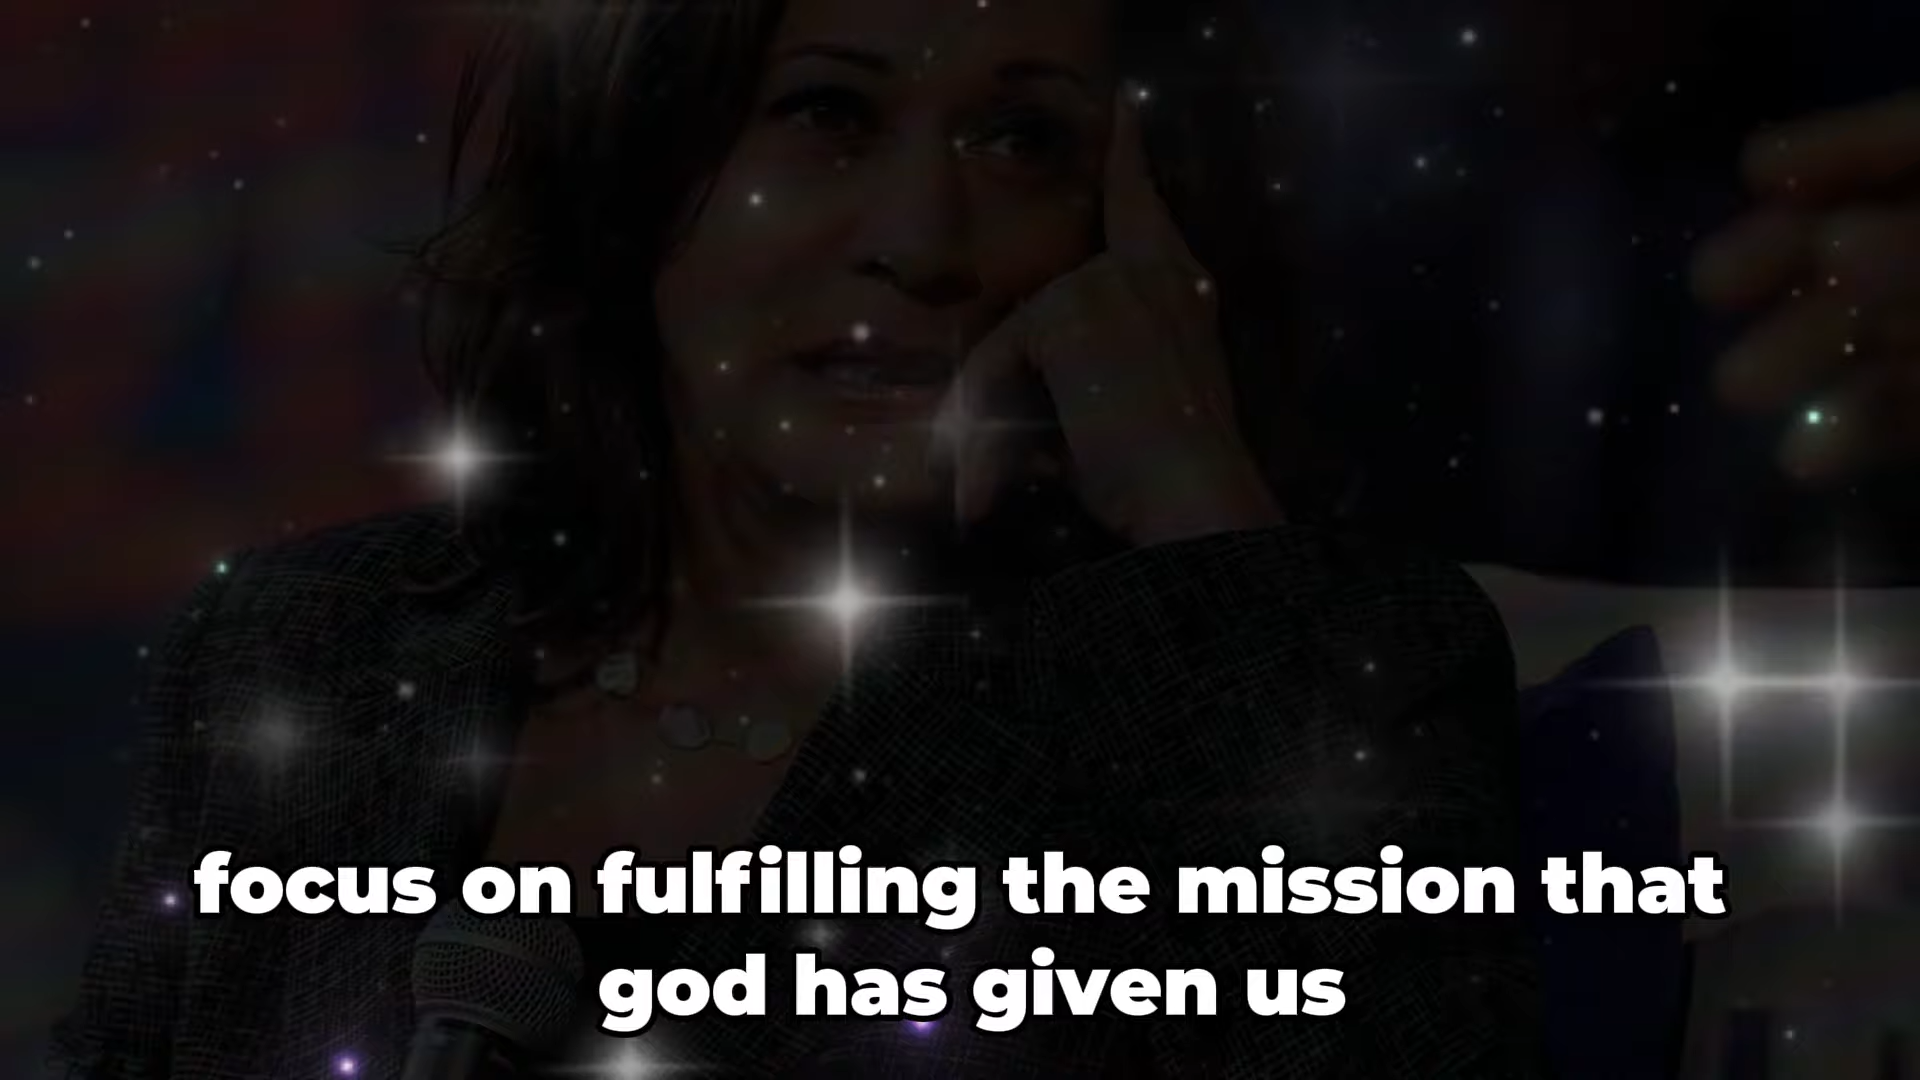 focus on fulfilling the mission that
god has given us